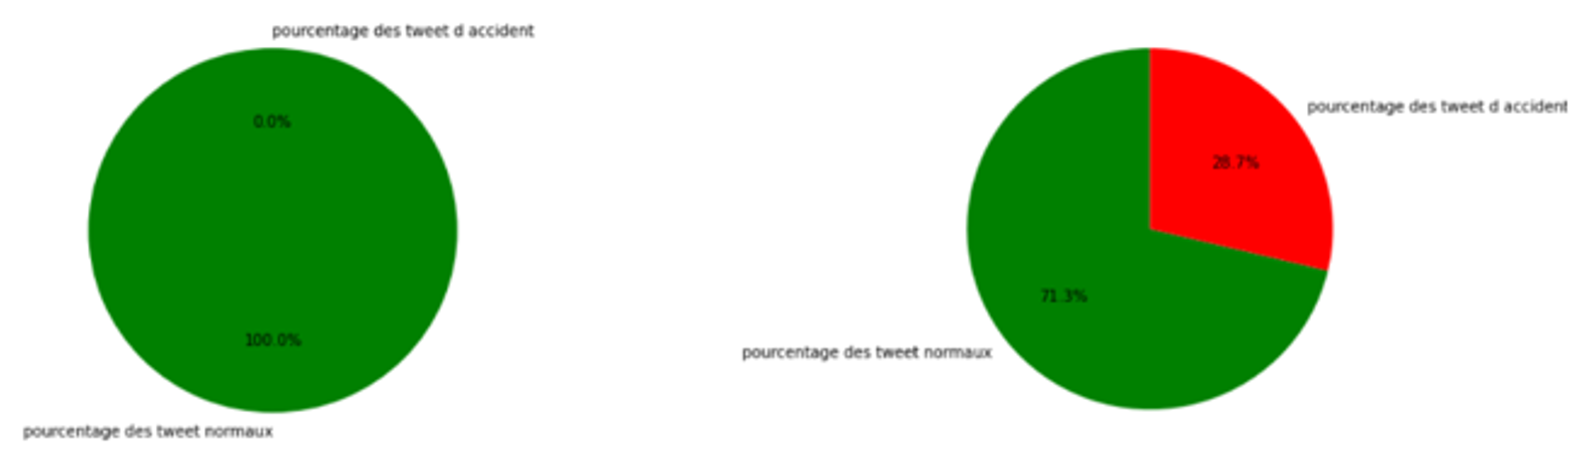 pourcentage des tweet d accident
0.0%
100.0%
pourcentage des tweet normaux
pourcentage des tweet d accident
28.7%
71.3%
pourcentage des tweet normaux